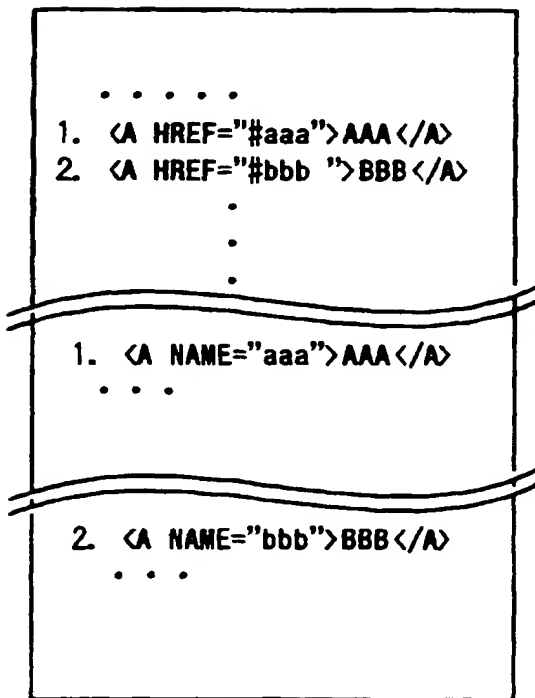 . . . . .
1. <A HREF="#aaa">AAA</A>
2. <A HREF="#bbb ">BBB</A>
.
.
.
1. <A NAME="aaa">AAA</A>
. . .
2. <A NAME="bbb">BBB</A>
. . .